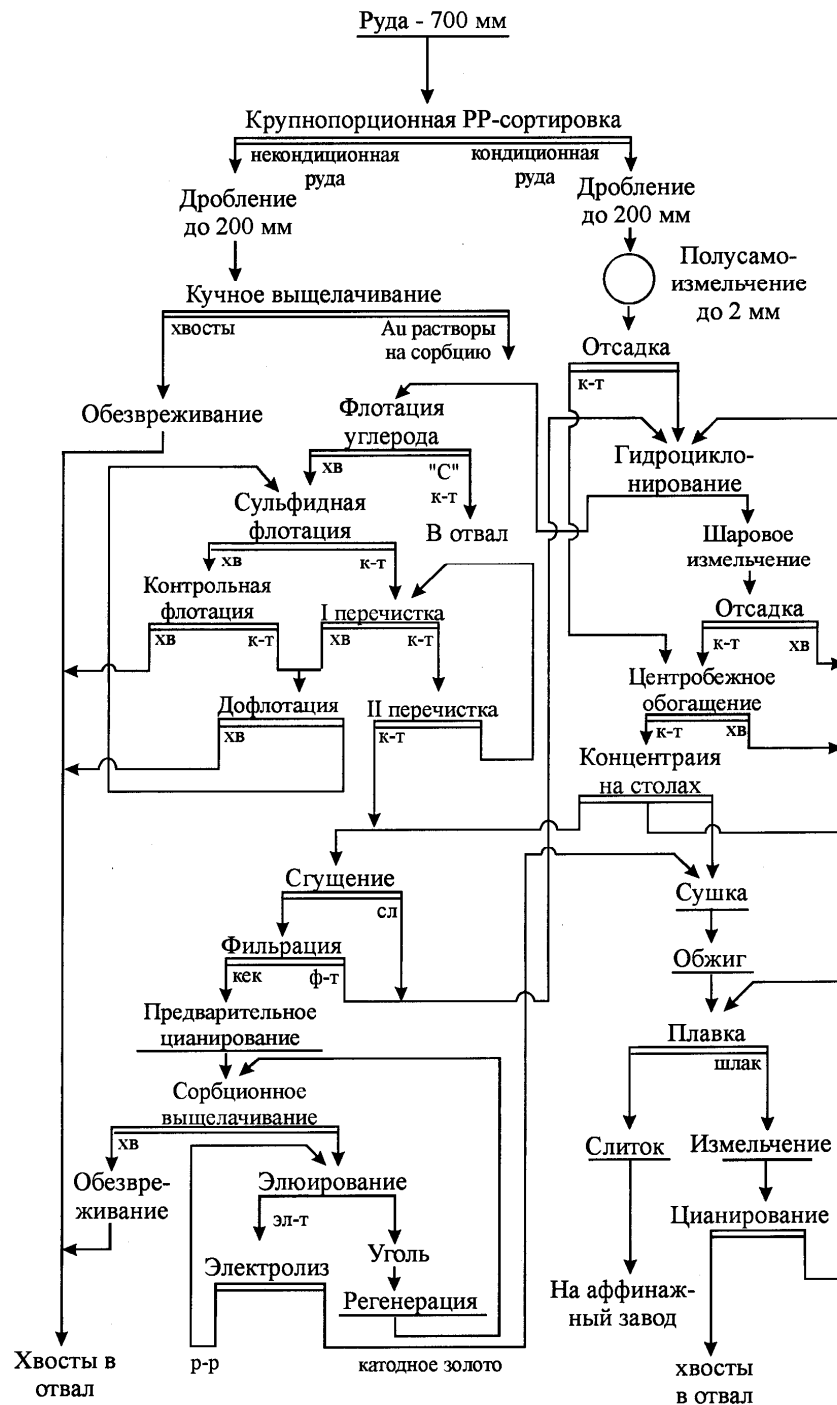 Руда - 700 мм
Крупнопорционная РР-сортировка
некондиционная
руда
кондиционная
руда
Дробление
до 200 мм
Дробление
до 200 мм
Полусамо-
измельчение
до 2 мм
Кучное выщелачивание
хвосты
Au растворы
на сорбцию
Отсадка
к-т
Обезвреживание
Флотация
углерода
хв
"С"
к-т
В отвал
Гидроцикло-
нирование
Сульфидная
флотация
хв
к-т
Шаровое
измельчение
Контрольная
флотация
хв
к-т
I перечистка
хв
к-т
Отсадка
к-т
хв
Дофлотация
хв
II перечистка
к-т
Центробежное
обогащение
к-т
хв
Концентраия
на столах
Сгущение
сл
Сушка
Фильрация
кек
ф-т
Обжиг
Предварительное
цианирование
Плавка
шлак
Сорбционное
выщелачивание
хв
Слиток
Измельчение
Обезвре-
живание
Элюирование
эл-т
Уголь
Цианирование
Электролиз
Регенерация
На аффинаж-
ный завод
Хвосты в
отвал
р-р
катодное золото
хвосты
в отвал